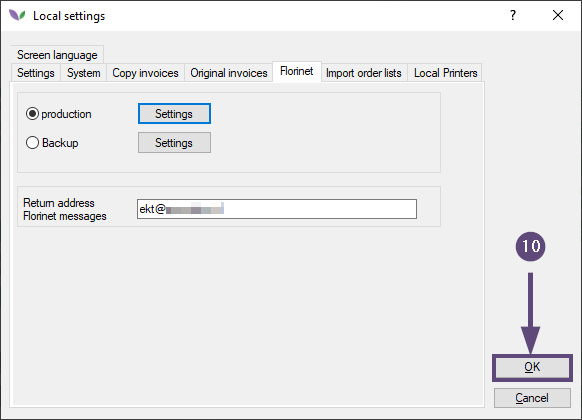 Local settings
?
Screen language
Settings System Copy invoices Original invoices Florinet Import order lists Local Printers
production Settings
Backup Settings
Return address
Florinet messages
ekt@
10
OK
Cancel